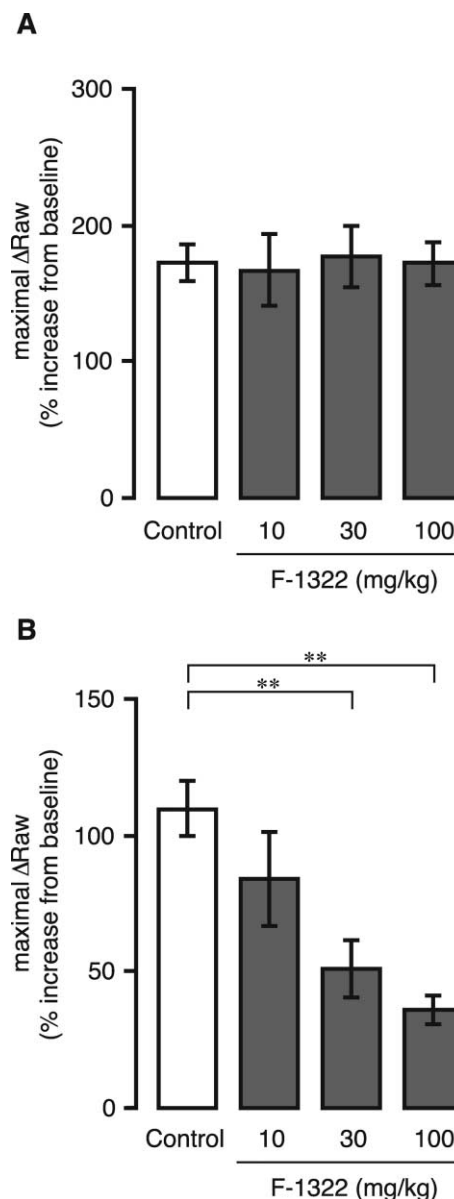 A
300
200
100
0
maximal ΔRaw
(% increase from baseline)
Control 10 30 100
F-1322 (mg/kg)
B
**
**
150
100
50
0
maximal ΔRaw
(% increase from baseline)
Control 10 30 100
F-1322 (mg/kg)